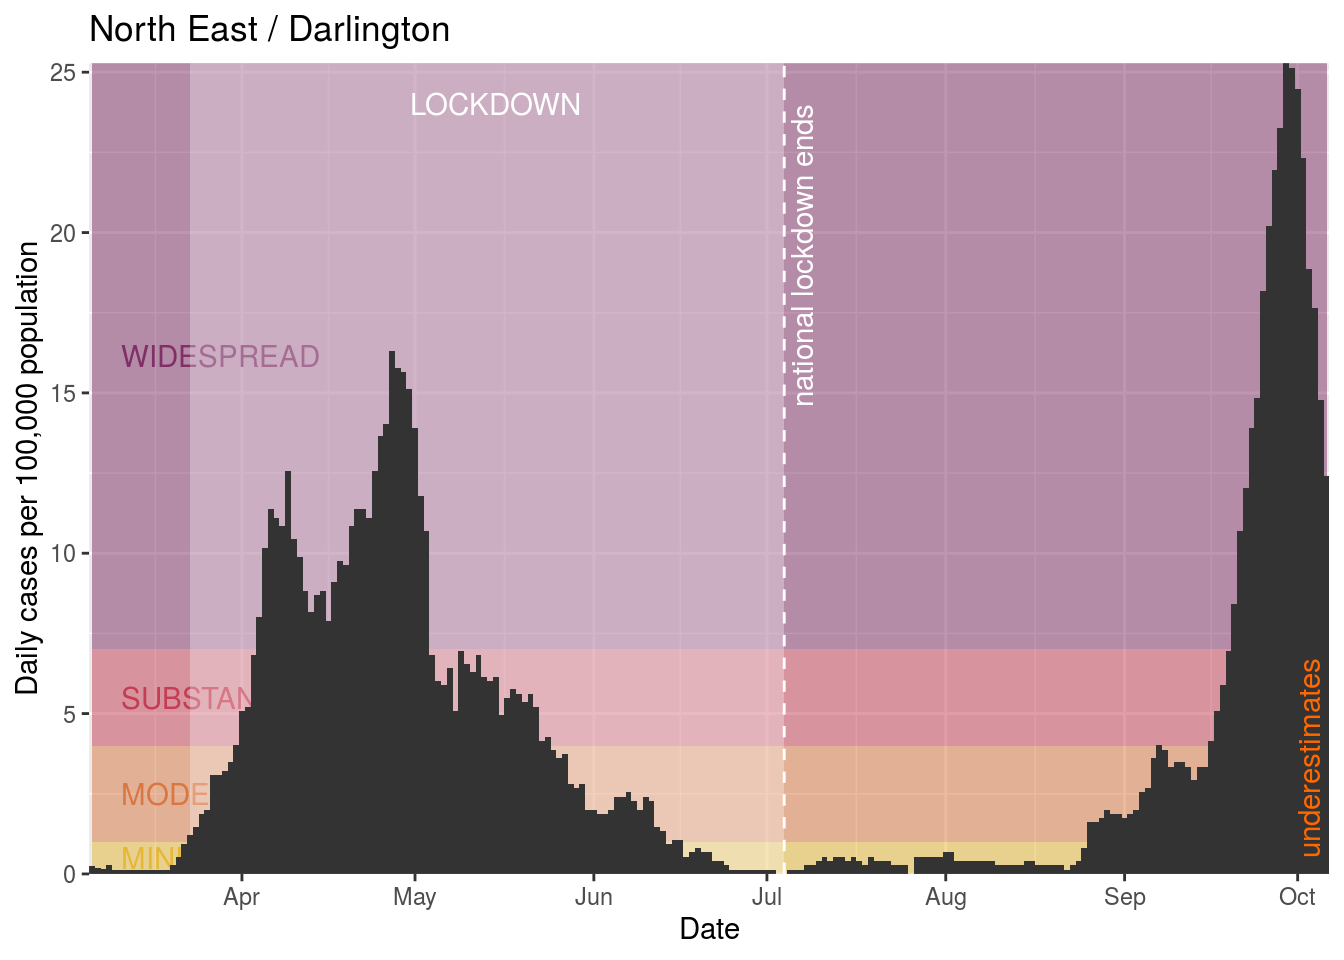 North East / Darlington
Daily cases per 100,000 population
25
20
15
10
5
0
LOCKDOWN
national lockdown ends
WIDESPREAD
SUBSTAN
MODE
MINI
underestimates
Apr
May
Jun
Jul
Aug
Sep
Oct
Date